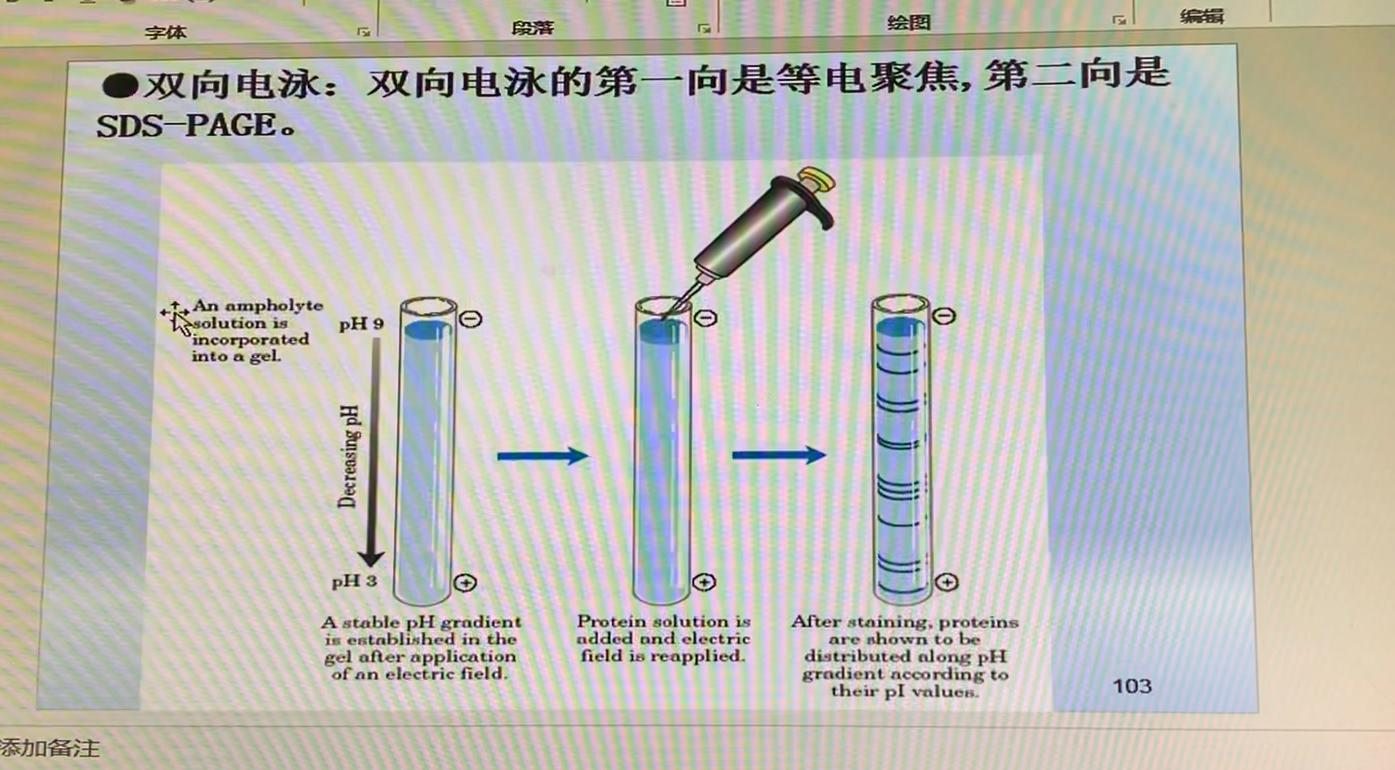 字体
段落
绘图
编辑
●双向电泳：双向电泳的第一向是等电聚焦,第二向是
SDS-PAGE。
An ampholyte
solution is
incorporated
into a gel.
pH 9
Decreasing pH
pH 3
A stable pH gradient
is established in the
gel after application
of an electric field.
Protein solution is
added and electric
field is reapplied.
After staining, proteins
are shown to be
distributed along pH
gradient according to
their pI values.
103
添加备注